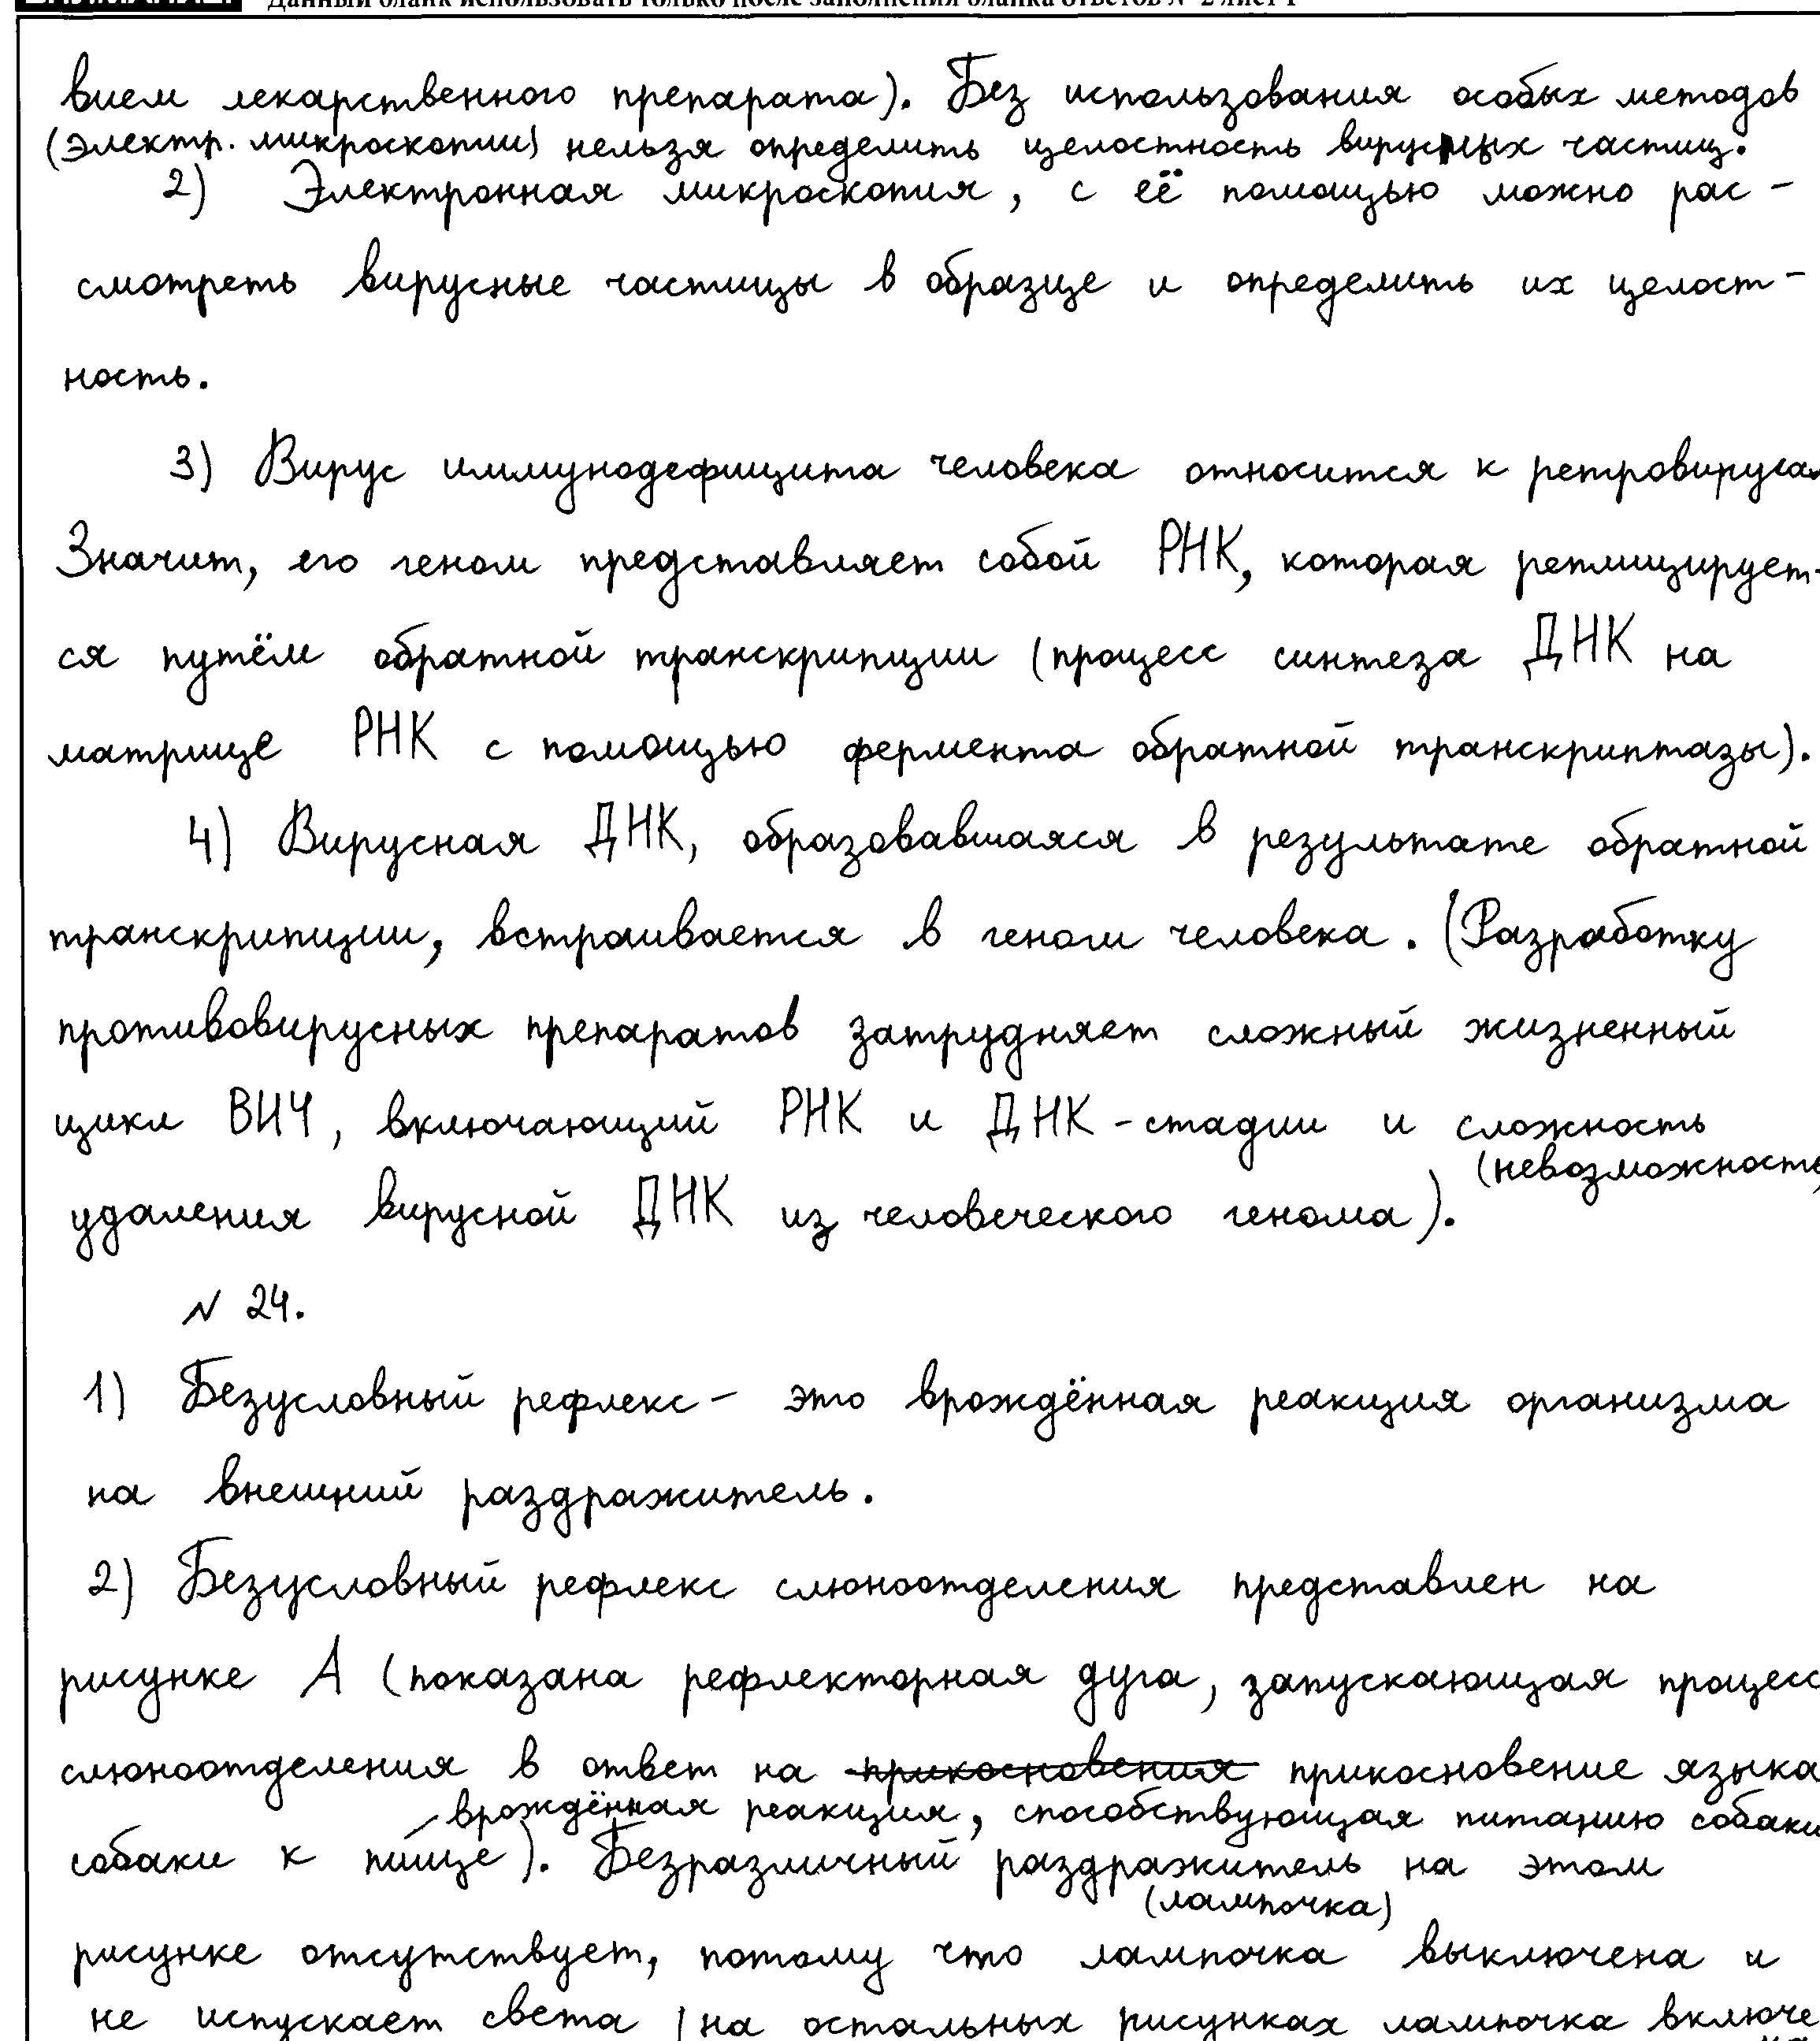 Данный бланк использовать только после заполнения бланка ответов № 2 лист 1
вием лекарственного препарата). Без использования особых методов
(электр. микроскопии) нельзя определить целостность вирусных частиц.
2) Электронная микроскопия, с её помощью можно рас-
смотреть вирусные частицы в образце и определить их целост-
ность.
3) Вирус иммунодефицита человека относится к ретровируса
Значит, его геном представляет собой РНК, которая реплицирует-
ся путём обратной транскрипции (процесс синтеза ДНК на
матрице РНК с помощью фермента обратной транскриптазы).
4) Вирусная ДНК, образовавшаяся в результате обратной
транскрипции, встраивается в геном человека. (Разработку
противовирусных препаратов затрудняет сложный жизненный
цикл ВИЧ, включающий РНК и ДНК-стадии и сложность
(невозможность)
удаления вирусной ДНК из человеческого генома).
№ 24.
1) Безусловный рефлекс – это врождённая реакция организма
на внешний раздражитель.
2) Безусловный рефлекс слюноотделения представлен на
рисунке А (показана рефлекторная дуга, запускающая процесс
слюноотделения в ответ на прикосновения прикосновение языка
– врождённая реакция, способствующая питанию собаки
собаки к пище). Безразличный раздражитель на этом
(лампочка)
рисунке отсутствует, потому что лампочка выключена и
не испускает света (на остальных рисунках лампочка включе